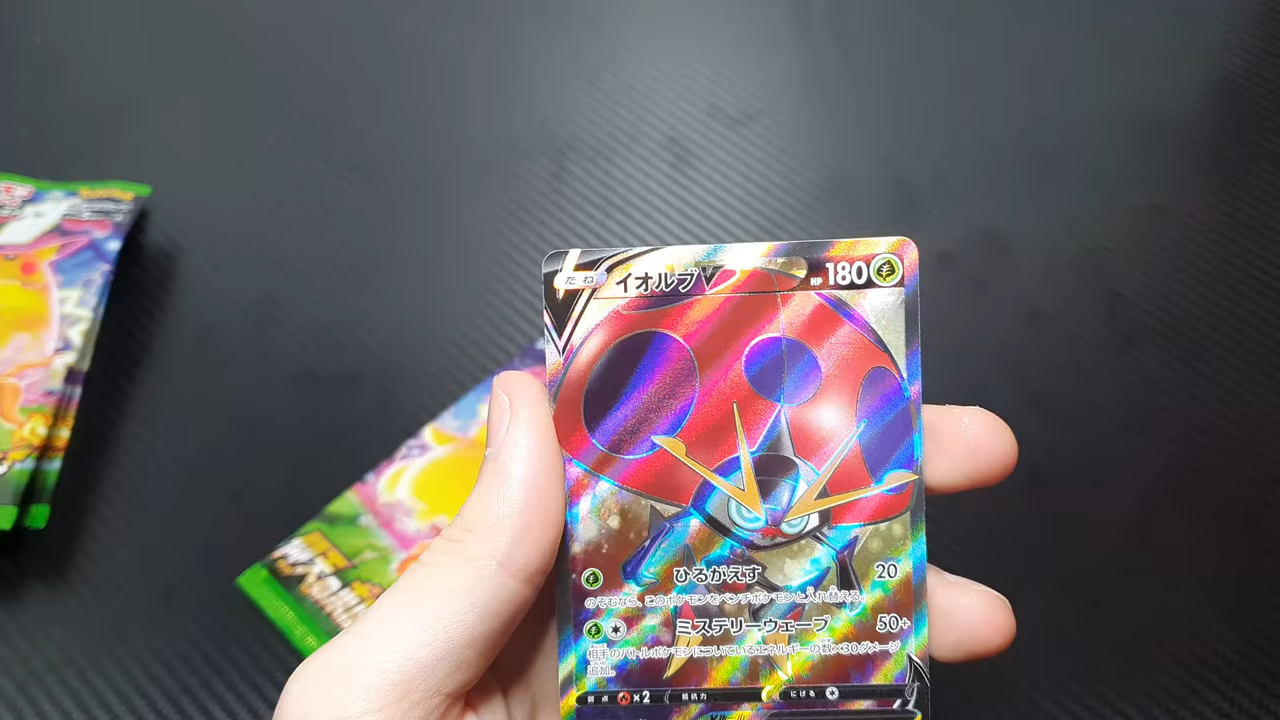 たね イオルブV HP 180
ひるがえす 20
のぞむなら、このポケモンをベンチポケモンと入れ替える。
ミステリーウェーブ 50+
相手のバトルポケモンについているエネルギーの数×30ダメージ
追加。
弱点 ×2 抵抗力 にげる